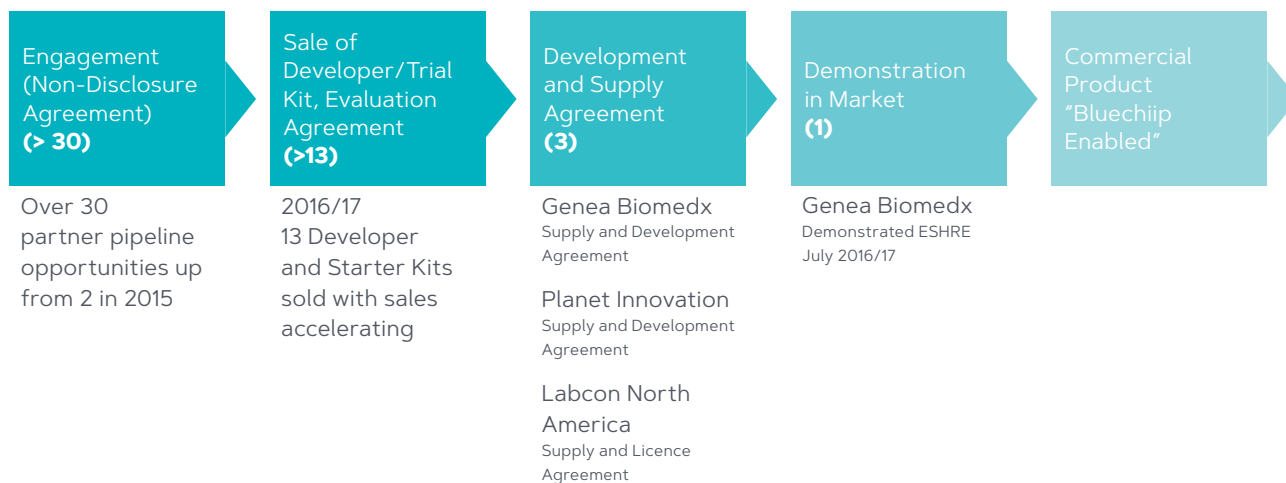 Engagement
(Non-Disclosure
Agreement)
(> 30)
Over 30
partner pipeline
opportunities up
from 2 in 2015
Sale of
Developer/Trial
Kit, Evaluation
Agreement
(>13)
2016/17
13 Developer
and Starter Kits
sold with sales
accelerating
Development
and Supply
Agreement
(3)
Genea Biomedx
Supply and Development
Agreement
Planet Innovation
Supply and Development
Agreement
Labcon North
America
Supply and Licence
Agreement
Demonstration
in Market
(1)
Genea Biomedx
Demonstrated ESHRE
July 2016/17
Commercial
Product
“Bluechiip
Enabled”